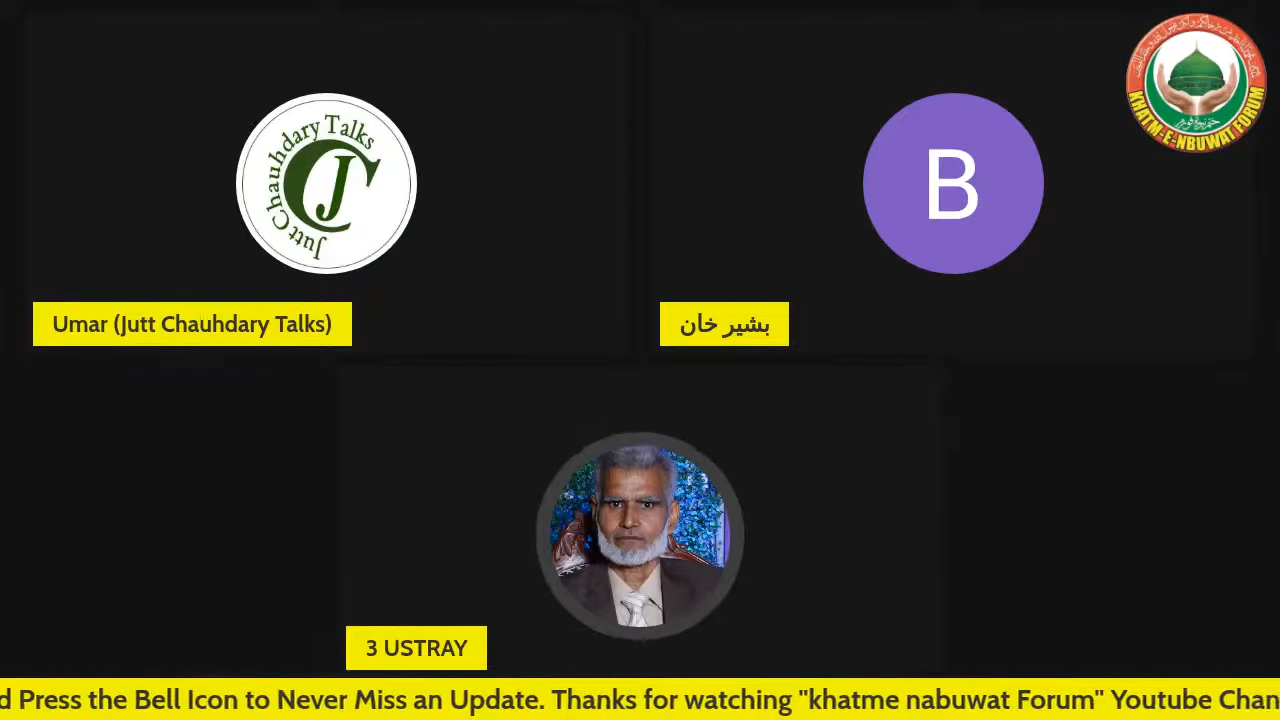 Jutt Chauhdary Talks
CJ
B
KHATM-E-NBUWAT FORUM
Umar (Jutt Chauhdary Talks)
بشیر خان
3 USTRAY
d Press the Bell Icon to Never Miss an Update. Thanks for watching "khatme nabuwat Forum" Youtube Chan